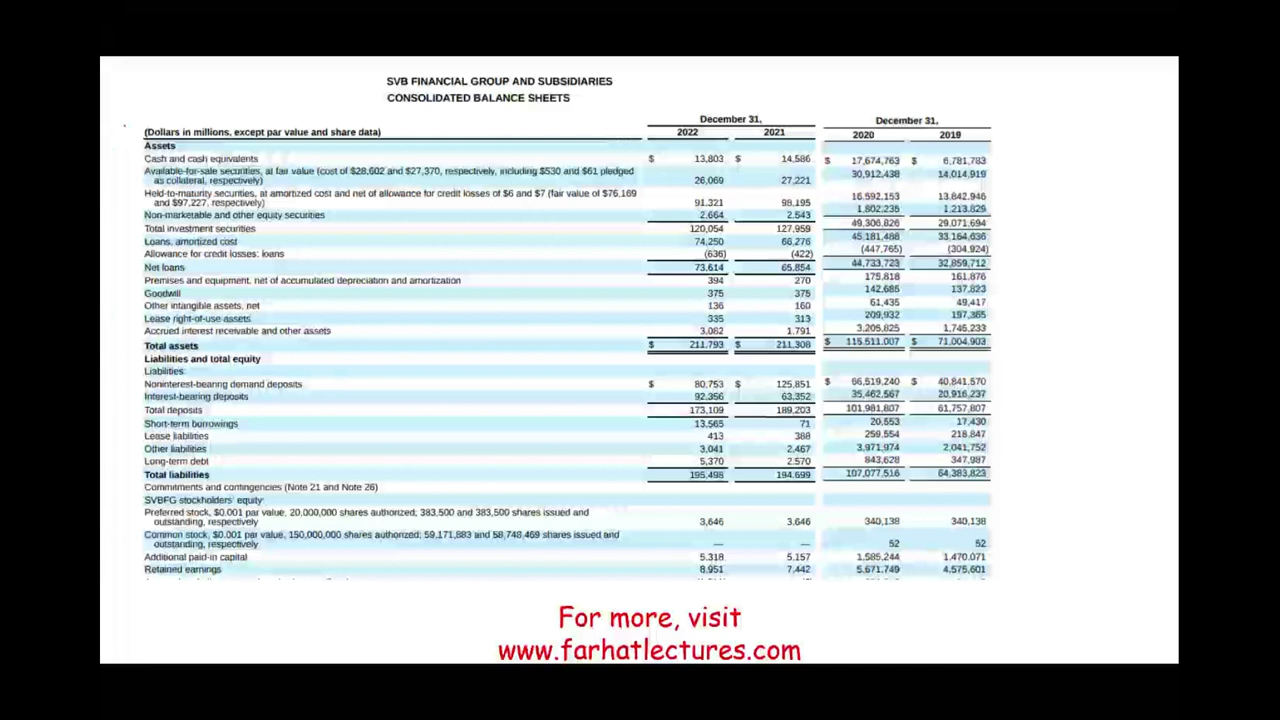 SVB FINANCIAL GROUP AND SUBSIDIARIES
CONSOLIDATED BALANCE SHEETS
December 31, December 31,
(Dollars in millions, except par value and share data) 2022 2021 2020 2019
Assets
Cash and cash equivalents $ 13,803 $ 14,586 $ 17,674,763 $ 6,781,783
Available-for-sale securities, at fair value (cost of $28,602 and $27,370, respectively, including $530 and $61 pledged
as collateral, respectively) 26,069 27,221 30,912,438 14,014,919
Held-to-maturity securities, at amortized cost and net of allowance for credit losses of $6 and $7 (fair value of $76,169
and $97,227, respectively) 91,321 98,195 16,592,153 13,842,946
Non-marketable and other equity securities 2,664 2,543 1,802,235 1,213,829
Total investment securities 120,054 127,959 49,306,826 29,071,694
Loans, amortized cost 74,250 66,276 45,181,488 33,164,636
Allowance for credit losses: loans (636) (422) (447,765) (304,924)
Net loans 73,614 65,854 44,733,723 32,859,712
Premises and equipment, net of accumulated depreciation and amortization 394 270 175,818 161,876
Goodwill 375 375 142,685 137,823
Other intangible assets, net 136 160 61,435 49,417
Lease right-of-use assets 335 313 209,932 197,365
Accrued interest receivable and other assets 3,082 1,791 3,205,825 1,745,233
Total assets $ 211,793 $ 211,308 $ 115,511,007 $ 71,004,903
Liabilities and total equity
Liabilities:
Noninterest-bearing demand deposits $ 80,753 $ 125,851 $ 66,519,240 $ 40,841,570
Interest-bearing deposits 92,356 63,352 35,462,567 20,916,237
Total deposits 173,109 189,203 101,981,807 61,757,807
Short-term borrowings 13,565 71 20,553 17,430
Lease liabilities 413 388 259,554 218,847
Other liabilities 3,041 2,467 3,971,974 2,041,752
Long-term debt 5,370 2,570 843,628 347,987
Total liabilities 195,498 194,699 107,077,516 64,383,823
Commitments and contingencies (Note 21 and Note 26)
SVBFG stockholders' equity:
Preferred stock, $0.001 par value, 20,000,000 shares authorized; 383,500 and 383,500 shares issued and
outstanding, respectively 3,646 3,646 340,138 340,138
Common stock, $0.001 par value, 150,000,000 shares authorized; 59,171,883 and 58,748,469 shares issued and
outstanding, respectively — — 52 52
Additional paid-in capital 5,318 5,157 1,585,244 1,470,071
Retained earnings 8,951 7,442 5,671,749 4,575,601
For more, visit
www.farhatlectures.com